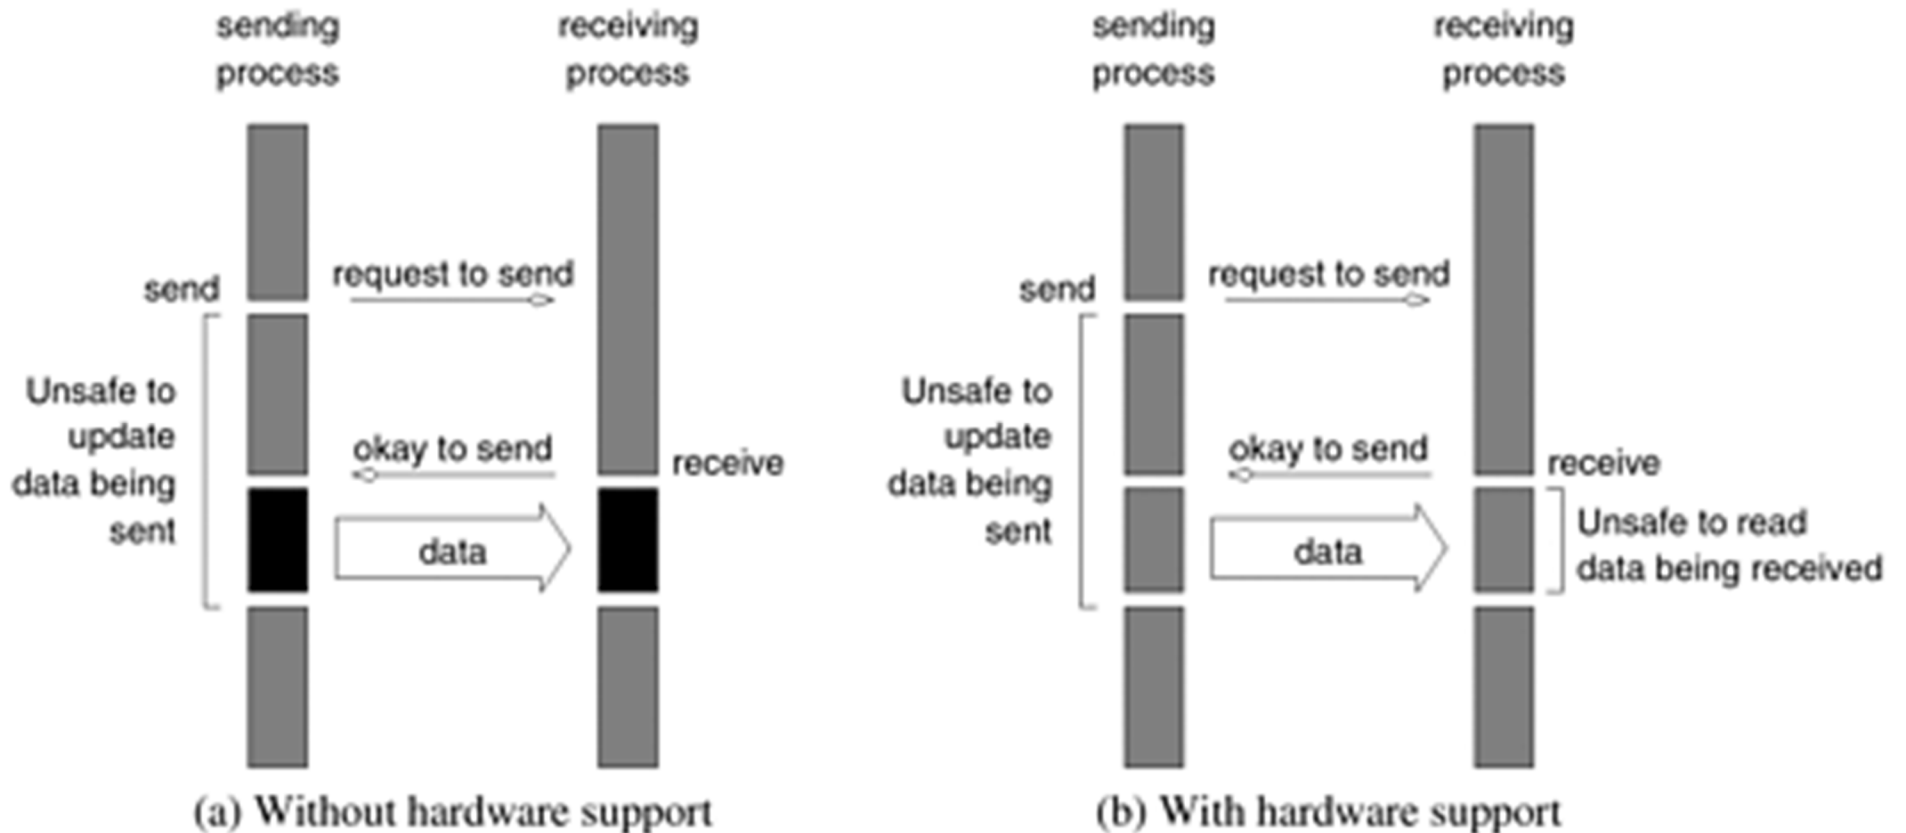 sending
process
receiving
process
send
request to send
Unsafe to
update
data being
sent
okay to send
receive
data
(a) Without hardware support
sending
process
receiving
process
send
request to send
Unsafe to
update
data being
sent
okay to send
receive
data
Unsafe to read
data being received
(b) With hardware support